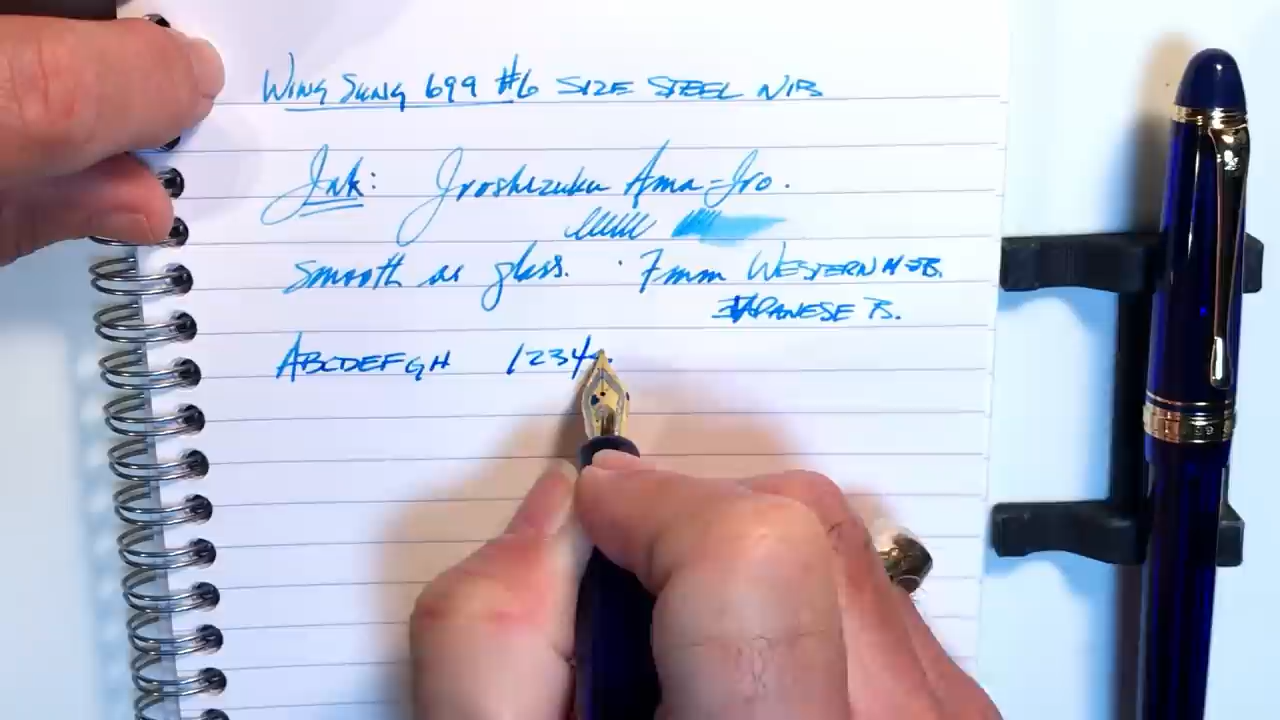 Wing Sung 699 #6 SIZE STEEL NIB
Ink: Iroshizuku Ama-Iro.
Smooth as glass. · 7mm WESTERN M-B.
JAPANESE B.
ABCDEFGH 1234